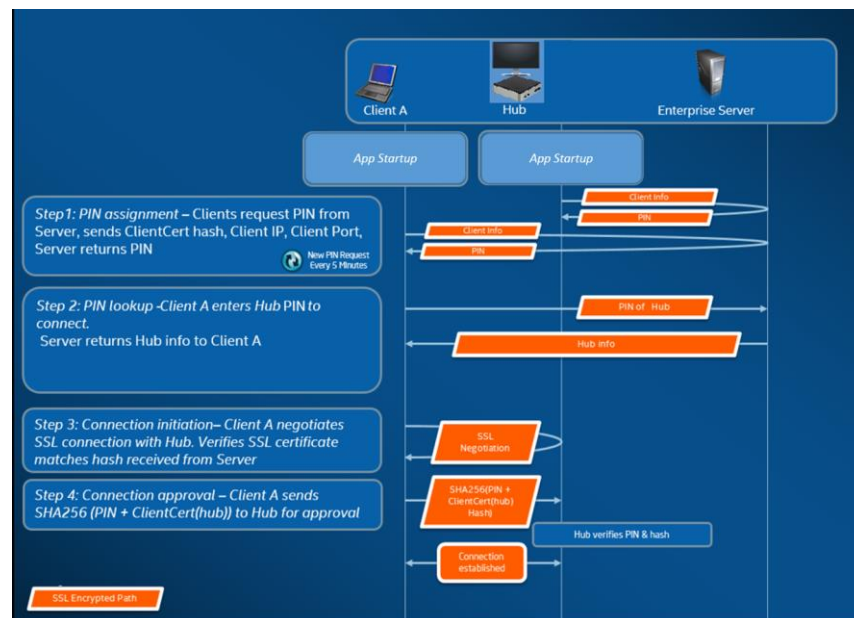 Client A
Hub
Enterprise Server
App Startup
App Startup
Step1: PIN assignment – Clients request PIN from
Server, sends ClientCert hash, Client IP, Client Port,
Server returns PIN
New PIN Request
Every 5 Minutes
Client Info
PIN
Client Info
PIN
Step 2: PIN lookup -Client A enters Hub PIN to
connect.
Server returns Hub info to Client A
PIN of Hub
Hub info
Step 3: Connection initiation– Client A negotiates
SSL connection with Hub. Verifies SSL certificate
matches hash received from Server
SSL
Negotiation
Step 4: Connection approval – Client A sends
SHA256 (PIN + ClientCert(hub)) to Hub for approval
SHA256(PIN +
ClientCert(hub)
Hash)
Hub verifies PIN & hash
Connection
established
SSL Encrypted Path